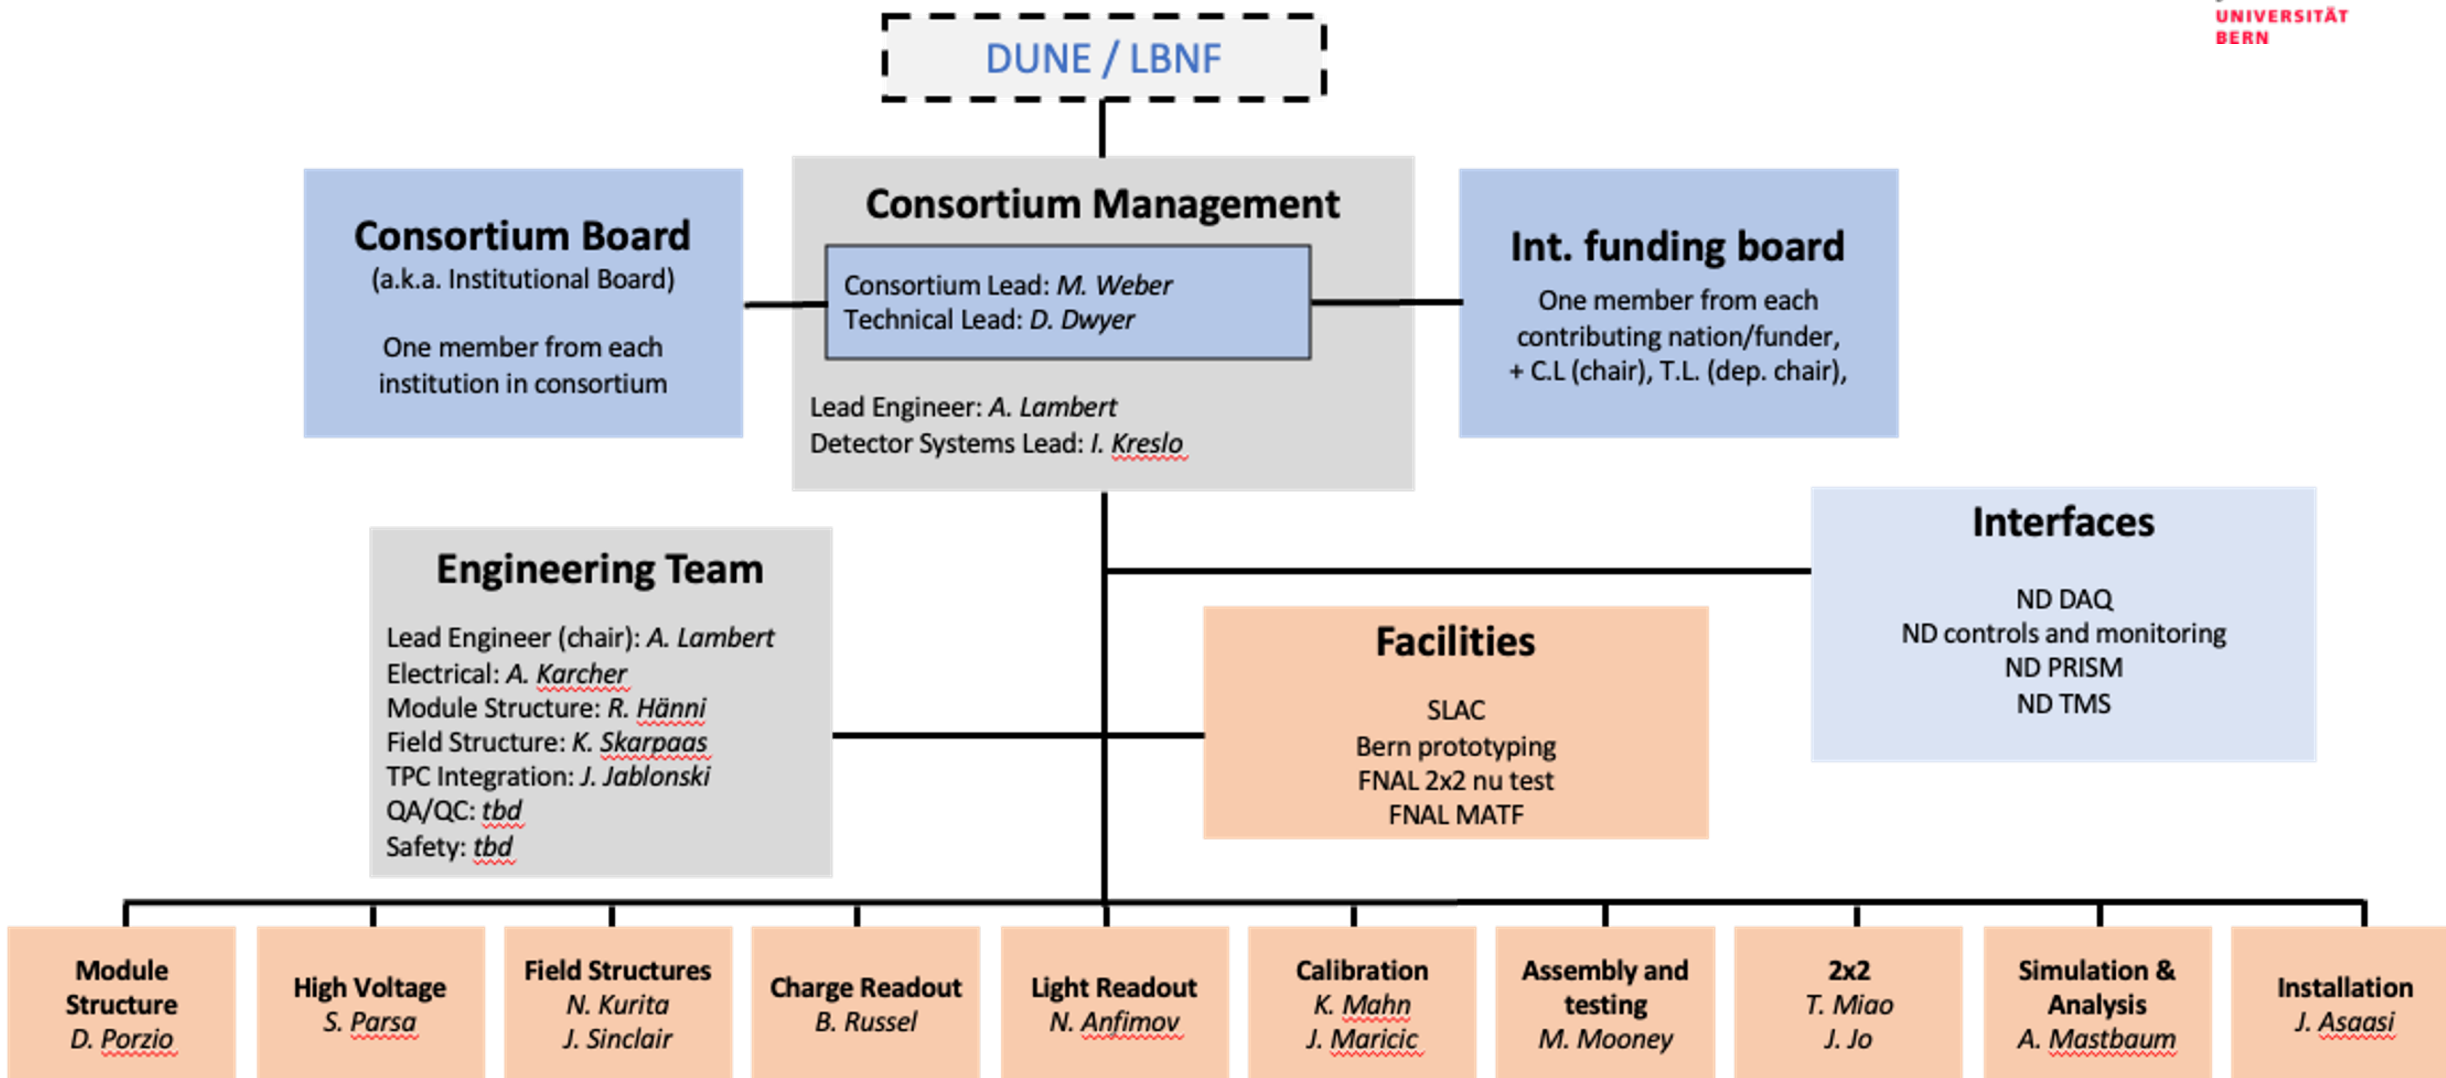 UNIVERSITÄT
BERN
DUNE / LBNF
Consortium Board
(a.k.a. Institutional Board)
One member from each
institution in consortium
Consortium Management
Consortium Lead: M. Weber
Technical Lead: D. Dwyer
Lead Engineer: A. Lambert
Detector Systems Lead: I. Kreslo
Int. funding board
One member from each
contributing nation/funder,
+ C.L (chair), T.L. (dep. chair),
Engineering Team
Lead Engineer (chair): A. Lambert
Electrical: A. Karcher
Module Structure: R. Hänni
Field Structure: K. Skarpaas
TPC Integration: J. Jablonski
QA/QC: tbd
Safety: tbd
Facilities
SLAC
Bern prototyping
FNAL 2x2 nu test
FNAL MATF
Interfaces
ND DAQ
ND controls and monitoring
ND PRISM
ND TMS
Module
Structure
D. Porzio
High Voltage
S. Parsa
Field Structures
N. Kurita
J. Sinclair
Charge Readout
B. Russel
Light Readout
N. Anfimov
Calibration
K. Mahn
J. Maricic
Assembly and
testing
M. Mooney
2x2
T. Miao
J. Jo
Simulation &
Analysis
A. Mastbaum
Installation
J. Asaasi